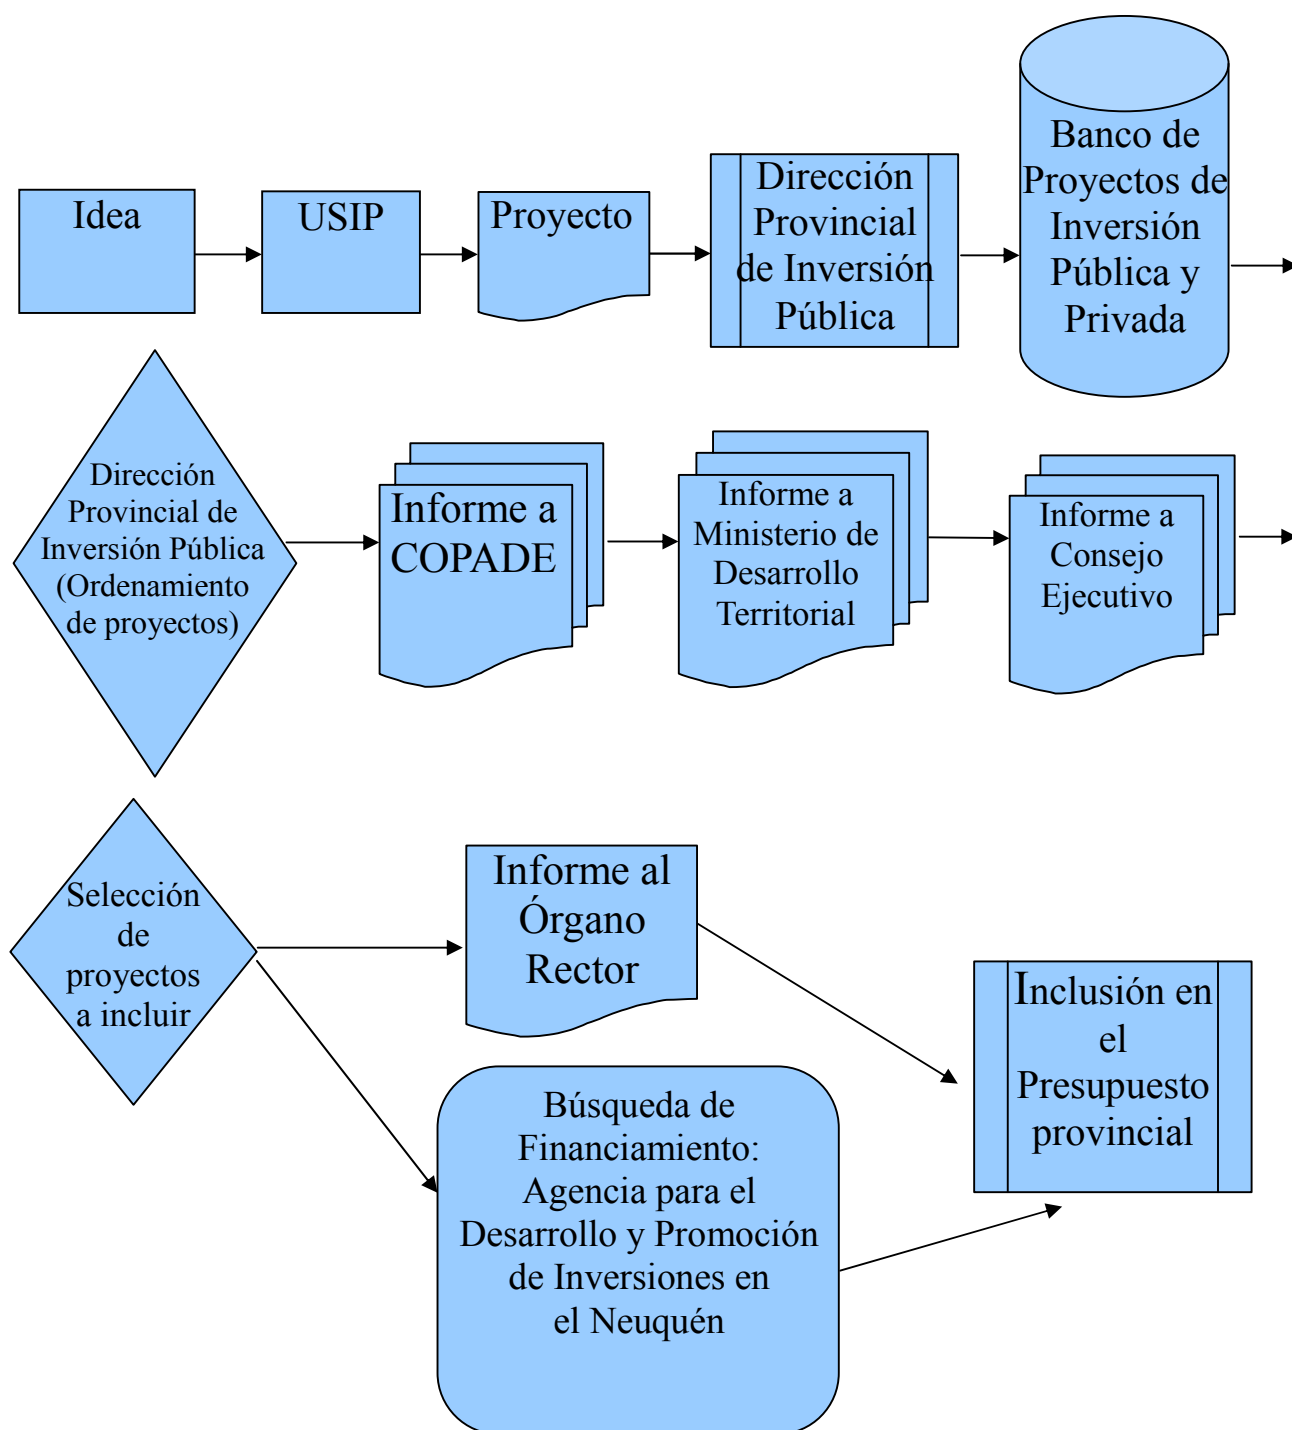 Idea
USIP
Proyecto
Dirección
Provincial
de Inversión
Pública
Banco de
Proyectos de
Inversión
Pública y
Privada
Dirección
Provincial de
Inversión Pública
(Ordenamiento
de proyectos)
Informe a
COPADE
Informe a
Ministerio de
Desarrollo
Territorial
Informe a
Consejo
Ejecutivo
Selección
de
proyectos
a incluir
Informe al
Órgano
Rector
Búsqueda de
Financiamiento:
Agencia para el
Desarrollo y Promoción
de Inversiones en
el Neuquén
Inclusión en
el
Presupuesto
provincial